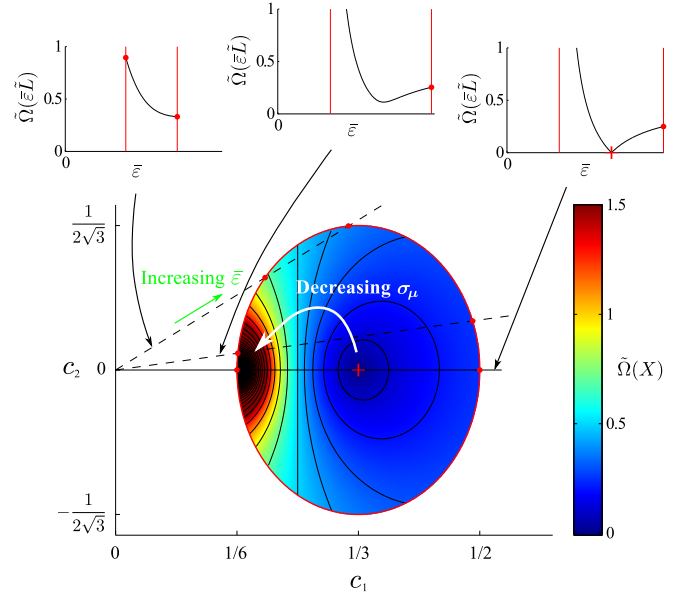 1
0.5
0
0
Ω̃(ε̄L̃)
ε̄
1
0.5
0
0
Ω̃(ε̄L̃)
ε̄
1
0.5
0
0
Ω̃(ε̄L̃)
ε̄
1/(2√3)
Increasing ε̄
Decreasing σ_μ
c₂
0
−1/(2√3)
0
1/6
1/3
1/2
c₁
1.5
1
0.5
0
Ω̃(X)